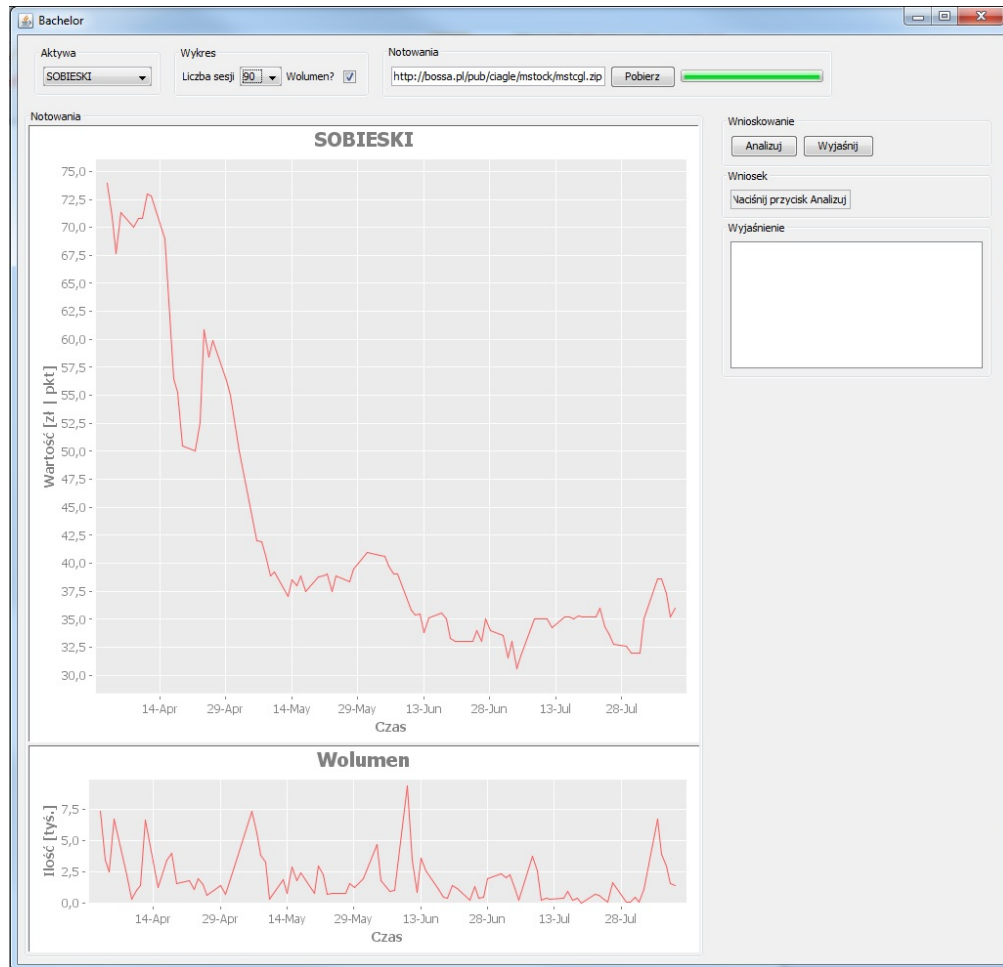 Bachelor
Aktywa
SOBIESKI
Wykres
Liczba sesji 90 Wolumen?
Notowania
http://bossa.pl/pub/ciagle/mstock/mstcgl.zip Pobierz
Notowania
SOBIESKI
75,0
72,5
70,0
67,5
65,0
62,5
60,0
57,5
55,0
52,5
50,0
47,5
45,0
42,5
40,0
37,5
35,0
32,5
30,0
Wartość [zł | pkt]
14-Apr 29-Apr 14-May 29-May 13-Jun 28-Jun 13-Jul 28-Jul
Czas
Wolumen
7,5
5,0
2,5
0,0
Ilość [tyś.]
14-Apr 29-Apr 14-May 29-May 13-Jun 28-Jun 13-Jul 28-Jul
Czas
Wnioskowanie
Analizuj Wyjaśnij
Wniosek
Naciśnij przycisk Analizuj
Wyjaśnienie